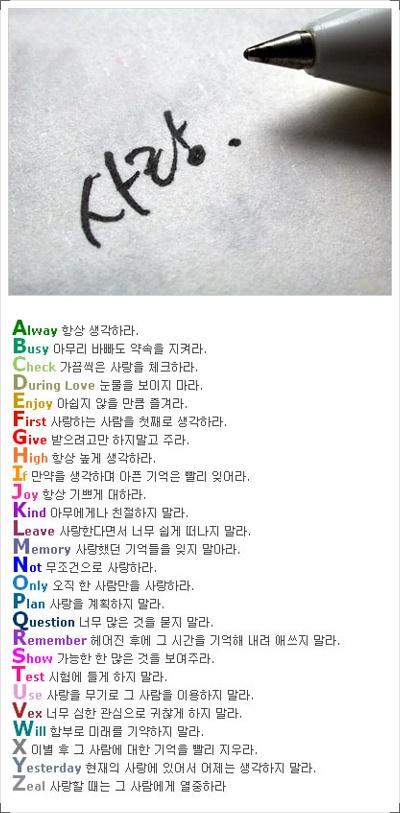 사랑.
Alway 항상 생각하라.
Busy 아무리 바빠도 약속을 지켜라.
Check 가끔씩은 사랑을 체크하라.
During Love 눈물을 보이지 마라.
Enjoy 아쉽지 않을 만큼 즐겨라.
First 사랑하는 사람을 첫째로 생각하라.
Give 받으려고만 하지말고 주라.
High 항상 높게 생각하라.
If 만약을 생각하며 아픈 기억은 빨리 잊어라.
Joy 항상 기쁘게 대하라.
Kind 아무에게나 친절하지 말라.
Leave 사랑한다면서 너무 쉽게 떠나지 말라.
Memory 사랑했던 기억들을 잊지 말아라.
Not 무조건으로 사랑하라.
Only 오직 한 사람만을 사랑하라.
Plan 사랑을 계획하지 말라.
Question 너무 많은 것을 묻지 말라.
Remember 헤어진 후에 그 시간을 기억해 내려 애쓰지 말라.
Show 가능한 한 많은 것을 보여주라.
Test 시험에 들게 하지 말라.
Use 사랑을 무기로 그 사람을 이용하지 말라.
Vex 너무 심한 관심으로 귀찮게 하지 말라.
Will 함부로 미래를 기약하지 말라.
X 이별 후 그 사람에 대한 기억을 빨리 지우라.
Yesterday 현재의 사랑에 있어서 어제는 생각하지 말라.
Zeal 사랑할 때는 그 사람에게 열중하라